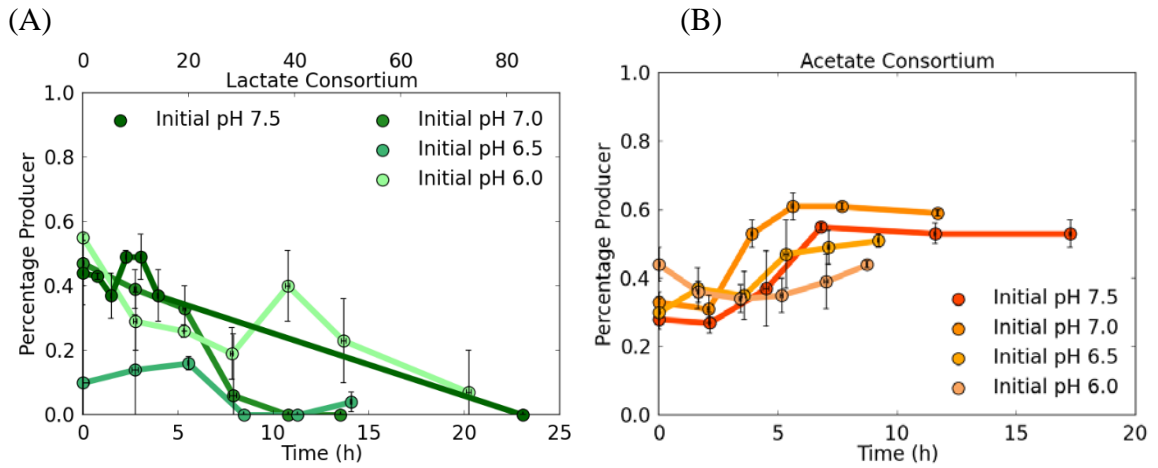 (A)
(B)
0 20 40 60 80
Lactate Consortium
Acetate Consortium
Percentage Producer
1.0
0.8
0.6
0.4
0.2
0.0
Initial pH 7.5
Initial pH 7.0
Initial pH 6.5
Initial pH 6.0
0 5 10 15 20 25
Time (h)
Percentage Producer
1.0
0.8
0.6
0.4
0.2
0.0
Initial pH 7.5
Initial pH 7.0
Initial pH 6.5
Initial pH 6.0
0 5 10 15 20
Time (h)